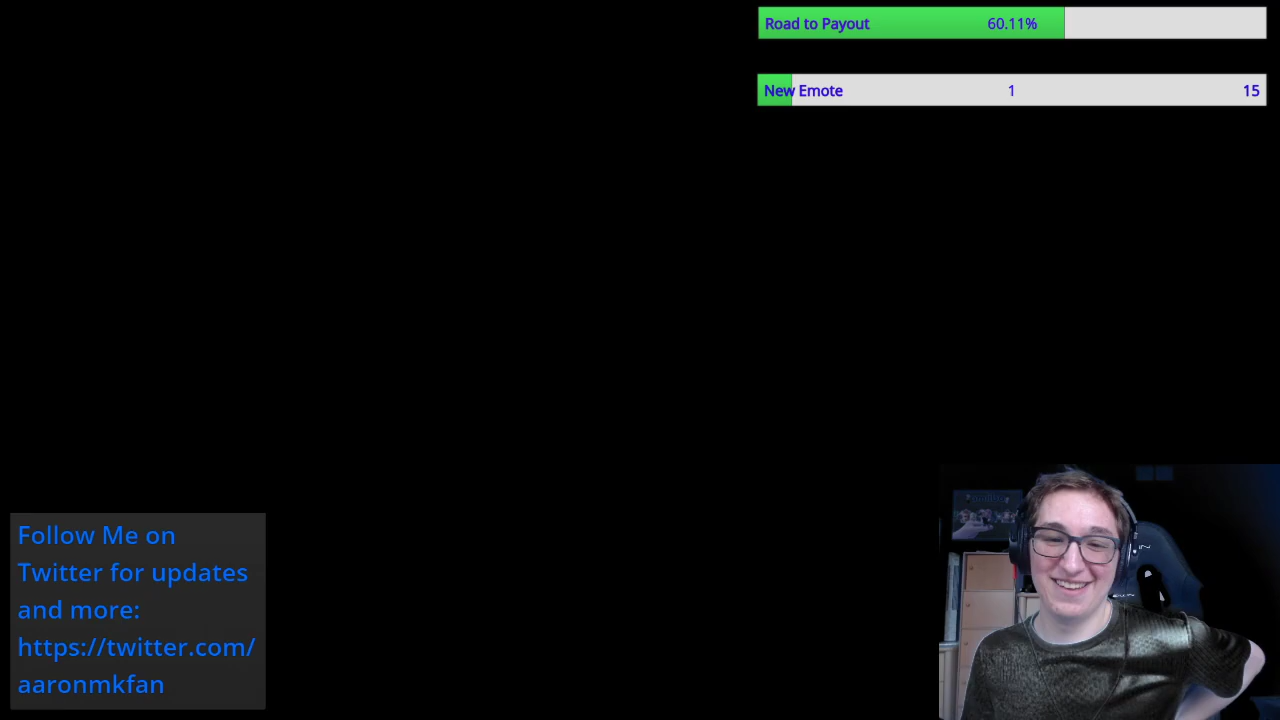 Road to Payout 60.11%
New Emote 1 15
Follow Me on
Twitter for updates
and more:
https://twitter.com/
aaronmkfan